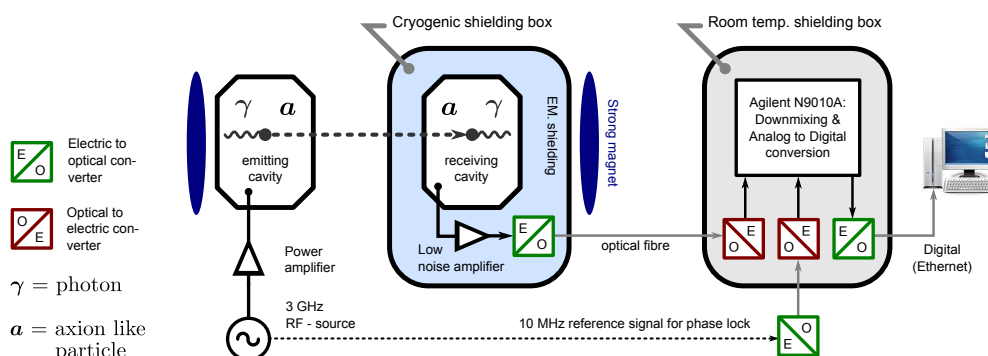 Cryogenic shielding box
Room temp. shielding box
γ a
emitting
cavity
a γ
receiving
cavity
EM. shielding
Strong magnet
Agilent N9010A:
Downmixing &
Analog to Digital
conversion
E O
Electric to
optical con-
verter
O E
Optical to
electric con-
verter
γ = photon
a = axion like
particle
Power
amplifier
Low
noise amplifier
E O
optical fibre
E O
E O
E O
Digital
(Ethernet)
3 GHz
RF - source
10 MHz reference signal for phase lock
O E